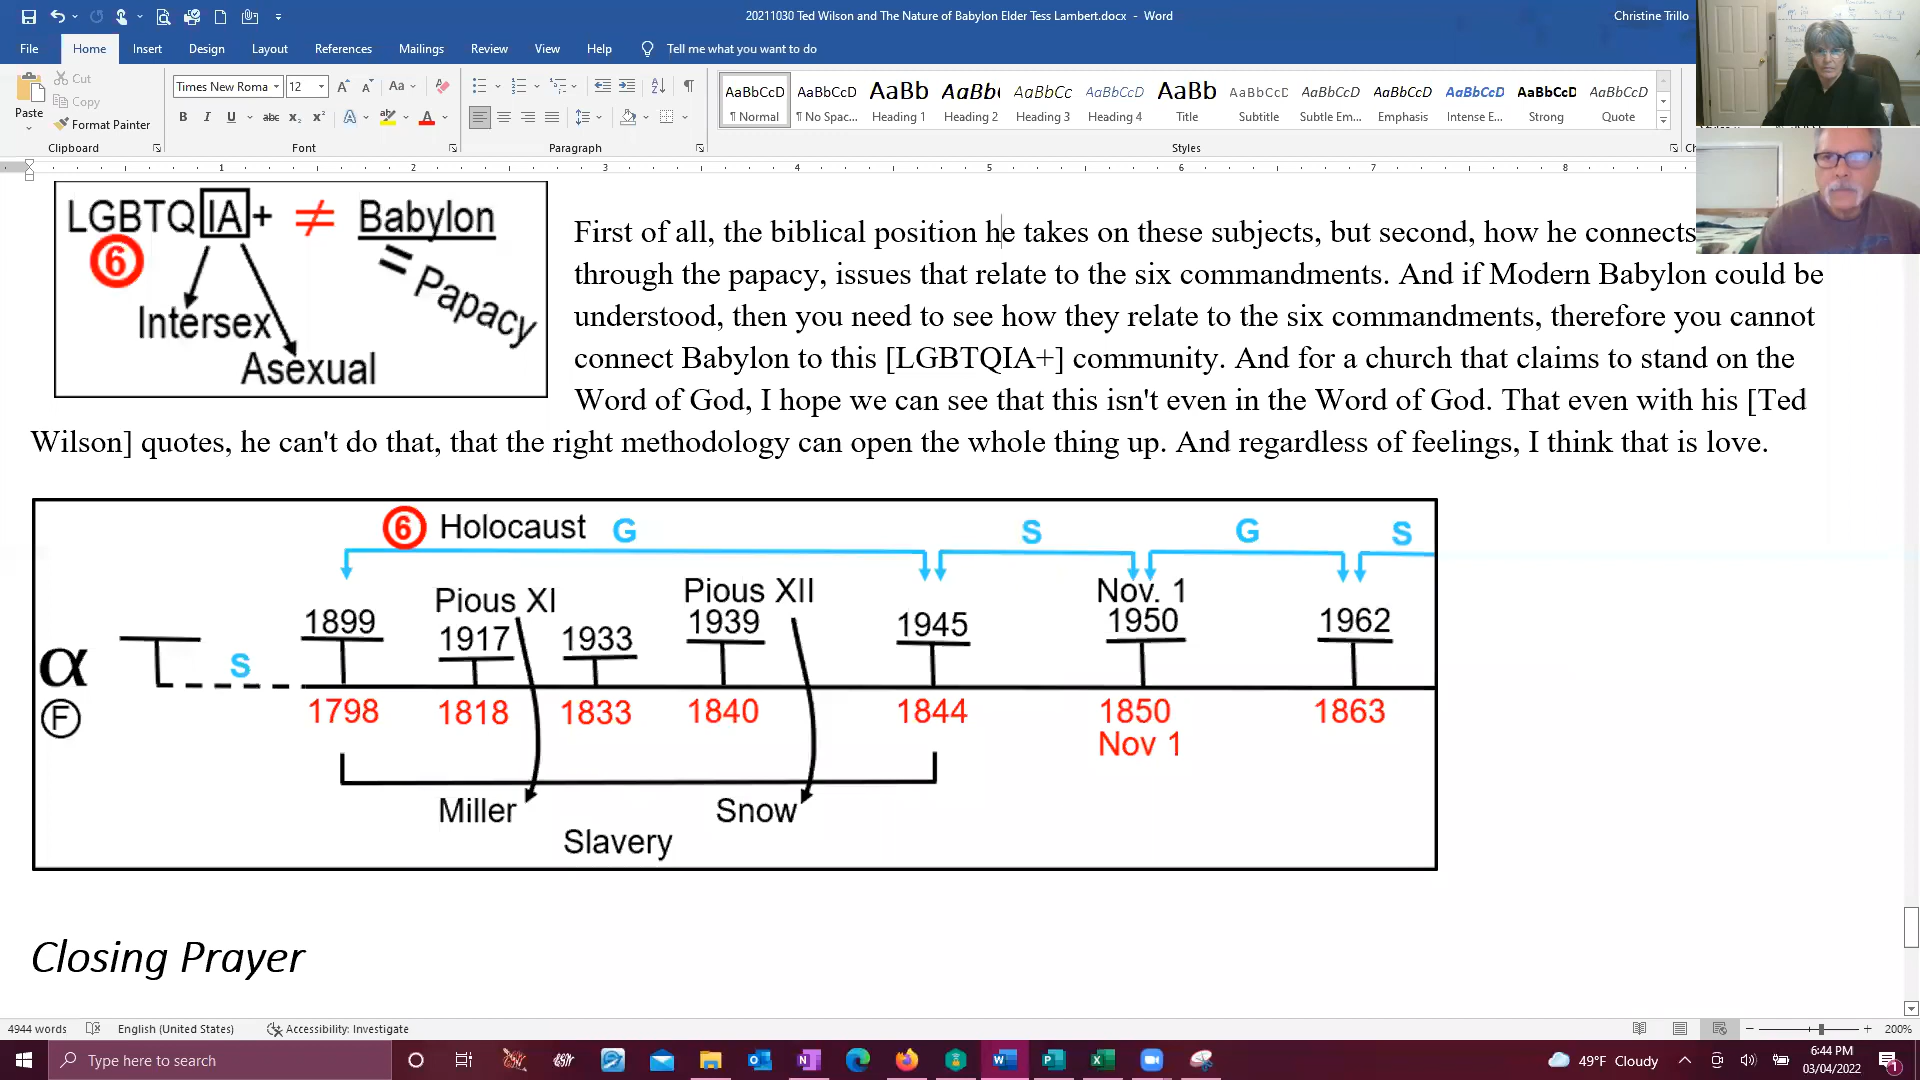 20211030 Ted Wilson and The Nature of Babylon Elder Tess Lambert.docx - Word
Christine Trillo
File Home Insert Design Layout References Mailings Review View Help Tell me what you want to do
Paste
Cut
Copy
Format Painter
Times New Roma 12
Aa
AaBbCcD AaBbCcD AaBb AaBb( AaBbCc AaBbCcD AaBb AaBbCcD AaBbCcD AaBbCcD AaBbCcD AaBbCcD AaBbCcD
¶ Normal ¶ No Spac... Heading 1 Heading 2 Heading 3 Heading 4 Title Subtitle Subtle Em... Emphasis Intense E... Strong Quote
Clipboard Font Paragraph Styles
1 2 3 4 5 6 7 8
LGBTQIA+ ≠ Babylon
6
= Papacy
Intersex
Asexual
First of all, the biblical position he takes on these subjects, but second, how he connects
through the papacy, issues that relate to the six commandments. And if Modern Babylon could be
understood, then you need to see how they relate to the six commandments, therefore you cannot
connect Babylon to this [LGBTQIA+] community. And for a church that claims to stand on the
Word of God, I hope we can see that this isn't even in the Word of God. That even with his [Ted
Wilson] quotes, he can't do that, that the right methodology can open the whole thing up. And regardless of feelings, I think that is love.
6 Holocaust G S G S
Pious XI Pious XII Nov. 1
1899 1917 1933 1939 1945 1950 1962
α S
F
1798 1818 1833 1840 1844 1850 1863
Nov 1
Miller Snow
Slavery
Closing Prayer
4944 words English (United States) Accessibility: Investigate 200%
Type here to search
49°F Cloudy
6:44 PM
03/04/2022
1